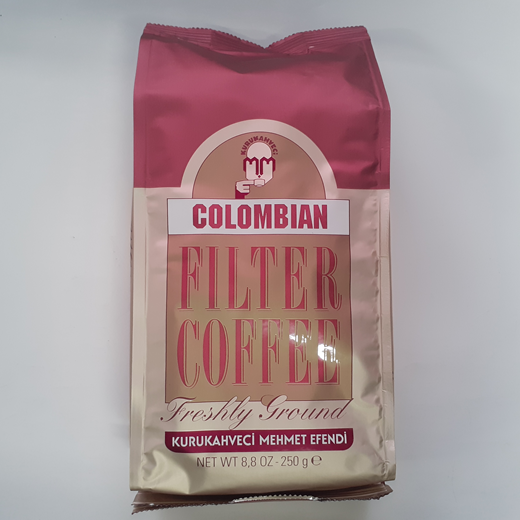 KURUKAHVECİ
MM
COLOMBIAN
FILTER
COFFEE
Freshly Ground
KURUKAHVECİ MEHMET EFENDİ
NET WT 8,8 OZ - 250 g ℮